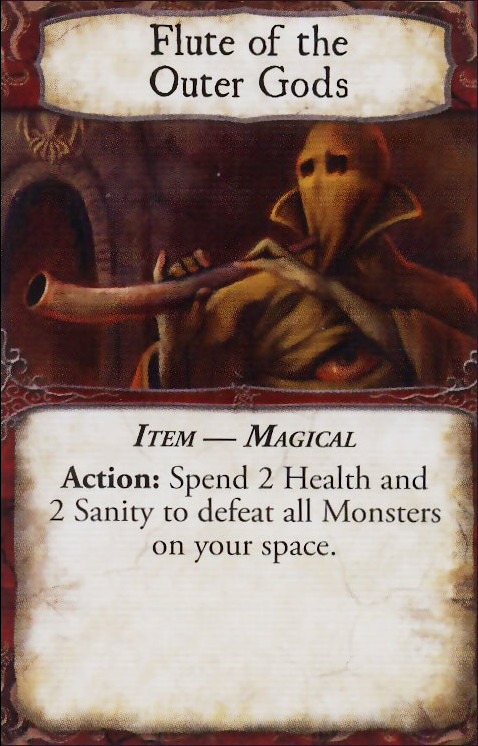 Flute of the
Outer Gods
Item — Magical
Action: Spend 2 Health and
2 Sanity to defeat all Monsters
on your space.